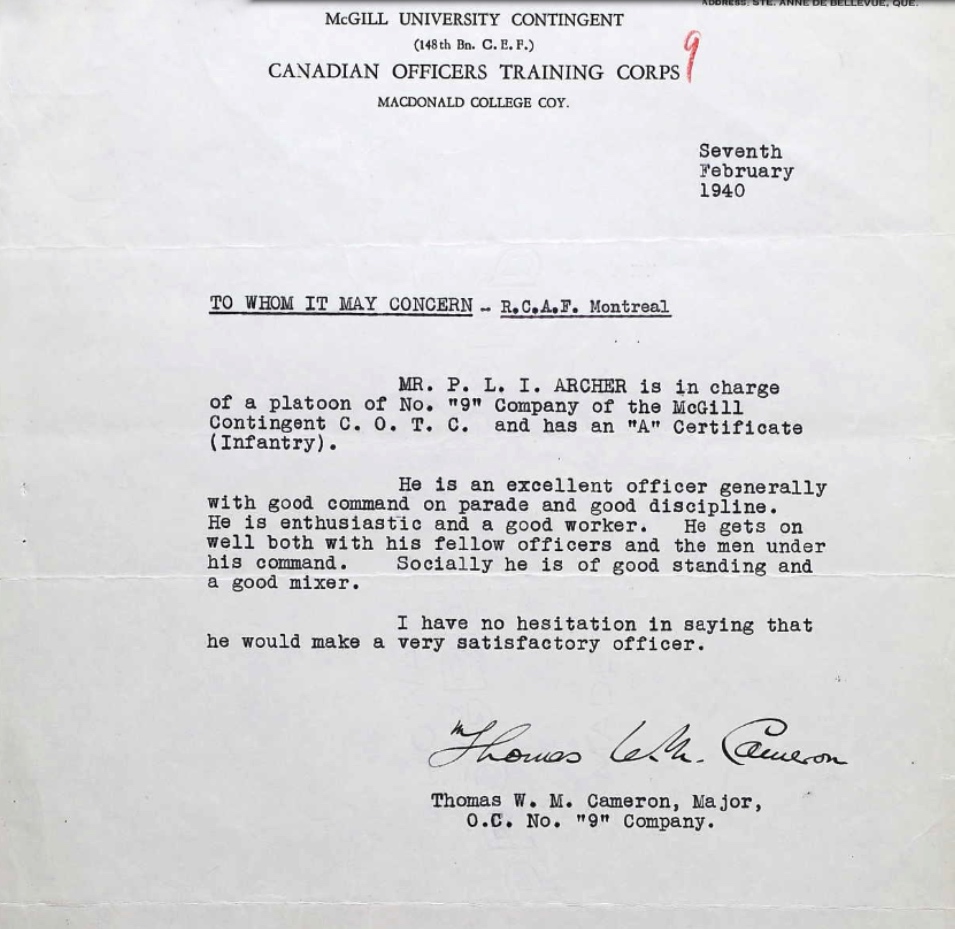 ADDRESS: STE. ANNE DE BELLEVUE, QUE.
McGILL UNIVERSITY CONTINGENT
(148th Bn. C. E. F.)
CANADIAN OFFICERS TRAINING CORPS 9
MACDONALD COLLEGE COY.
Seventh
February
1940
TO WHOM IT MAY CONCERN - R.C.A.F. Montreal
MR. P. L. I. ARCHER is in charge
of a platoon of No. "9" Company of the McGill
Contingent C. O. T. C. and has an "A" Certificate
(Infantry).
He is an excellent officer generally
with good command on parade and good discipline.
He is enthusiastic and a good worker. He gets on
well both with his fellow officers and the men under
his command. Socially he is of good standing and
a good mixer.
I have no hesitation in saying that
he would make a very satisfactory officer.
Thomas W. M. Cameron
Thomas W. M. Cameron, Major,
O.C. No. "9" Company.